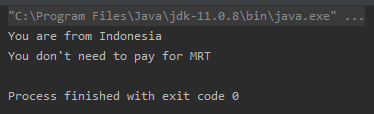 "C:\Program Files\Java\jdk-11.0.8\bin\java.exe" ...
You are from Indonesia
You don't need to pay for MRT
Process finished with exit code 0